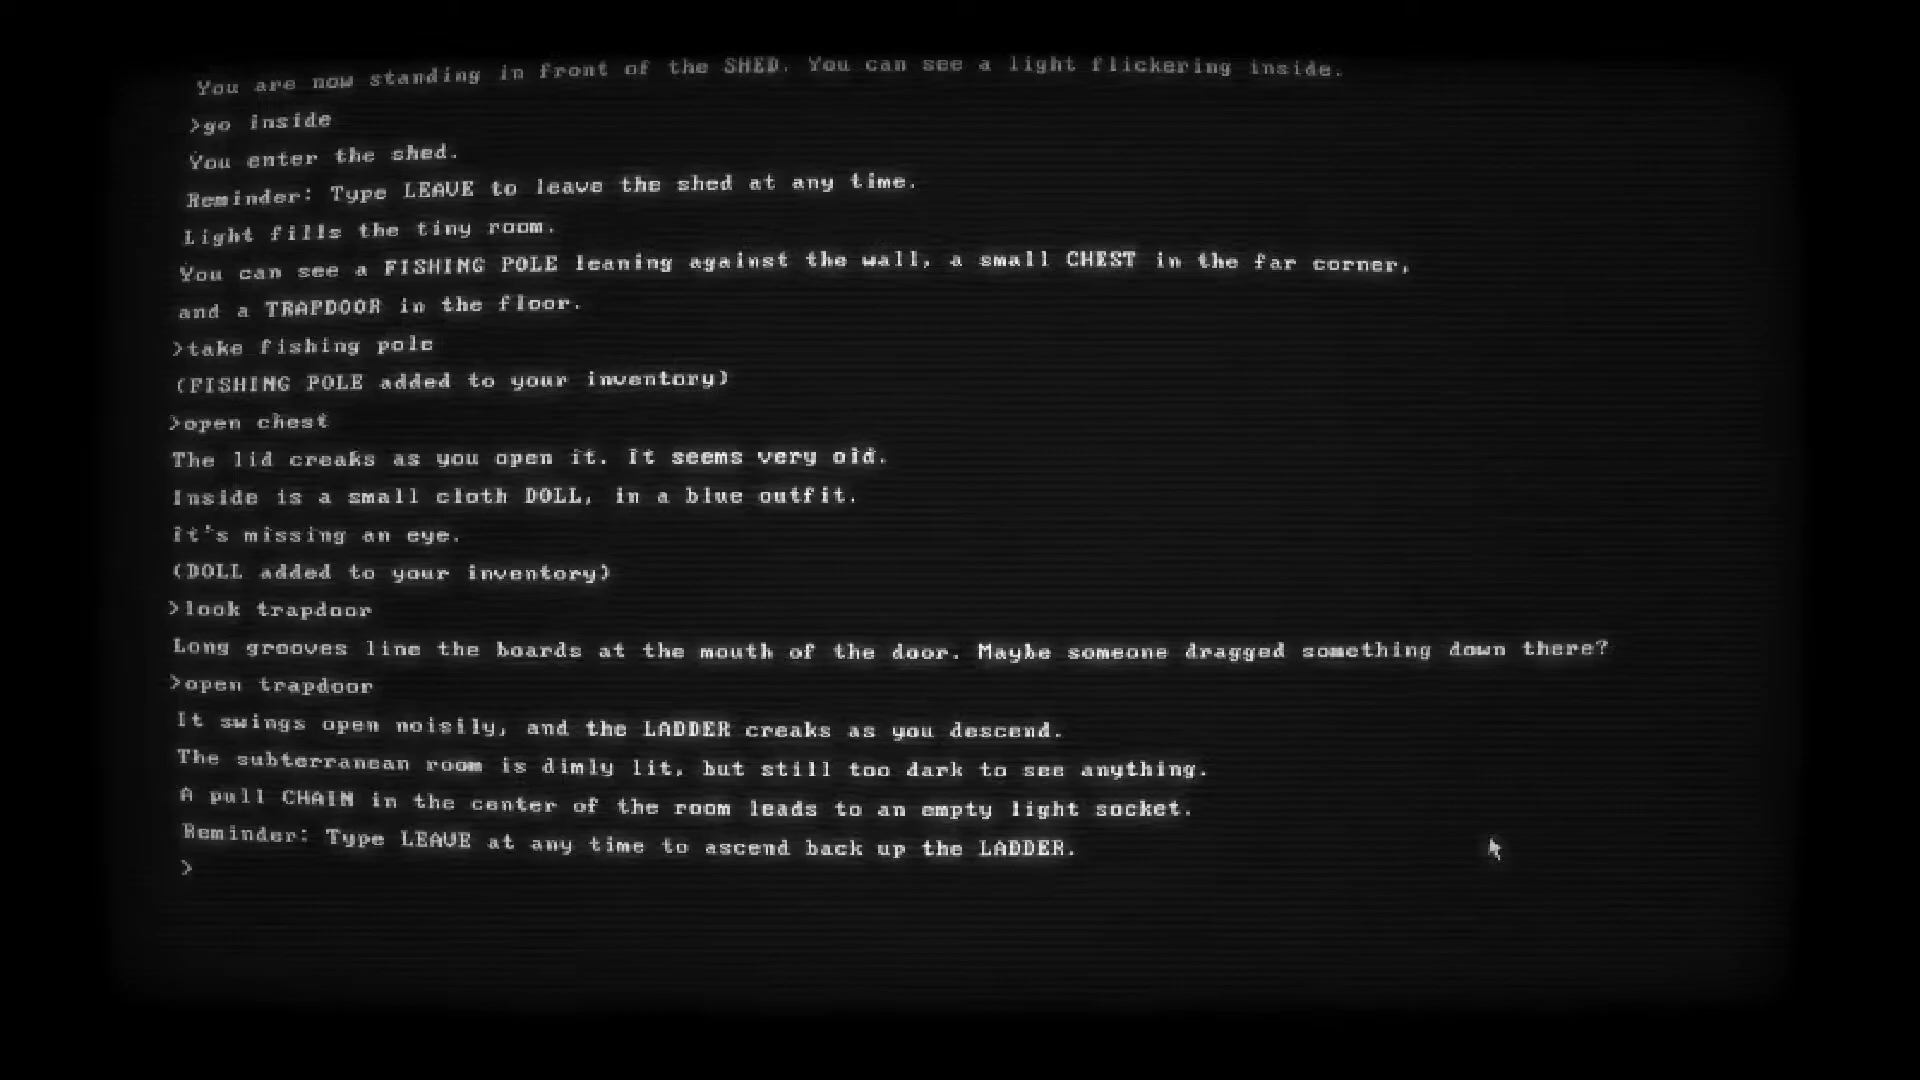 You are now standing in front of the SHED. You can see a light flickering inside.
>go inside
You enter the shed.
Reminder: Type LEAVE to leave the shed at any time.
Light fills the tiny room.
You can see a FISHING POLE leaning against the wall, a small CHEST in the far corner,
and a TRAPDOOR in the floor.
>take fishing pole
(FISHING POLE added to your inventory)
>open chest
The lid creaks as you open it. It seems very old.
Inside is a small cloth DOLL, in a blue outfit.
It's missing an eye.
(DOLL added to your inventory)
>look trapdoor
Long grooves line the boards at the mouth of the door. Maybe someone dragged something down there?
>open trapdoor
It swings open noisily, and the LADDER creaks as you descend.
The subterranean room is dimly lit, but still too dark to see anything.
A pull CHAIN in the center of the room leads to an empty light socket.
Reminder: Type LEAVE at any time to ascend back up the LADDER.
>